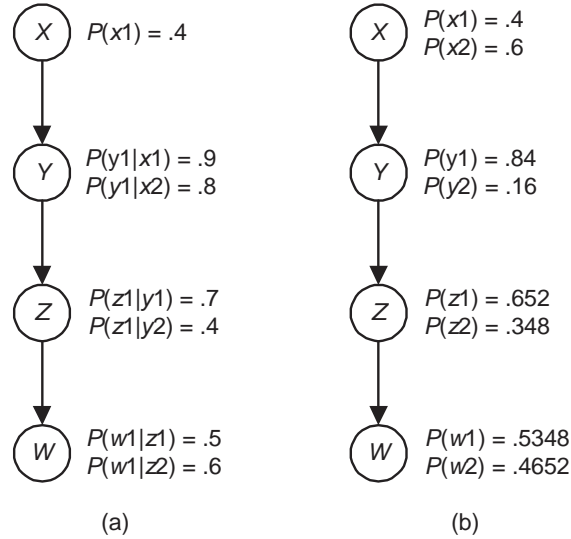 X
P(x1) = .4
Y
P(y1|x1) = .9
P(y1|x2) = .8
Z
P(z1|y1) = .7
P(z1|y2) = .4
W
P(w1|z1) = .5
P(w1|z2) = .6
(a)
X
P(x1) = .4
P(x2) = .6
Y
P(y1) = .84
P(y2) = .16
Z
P(z1) = .652
P(z2) = .348
W
P(w1) = .5348
P(w2) = .4652
(b)